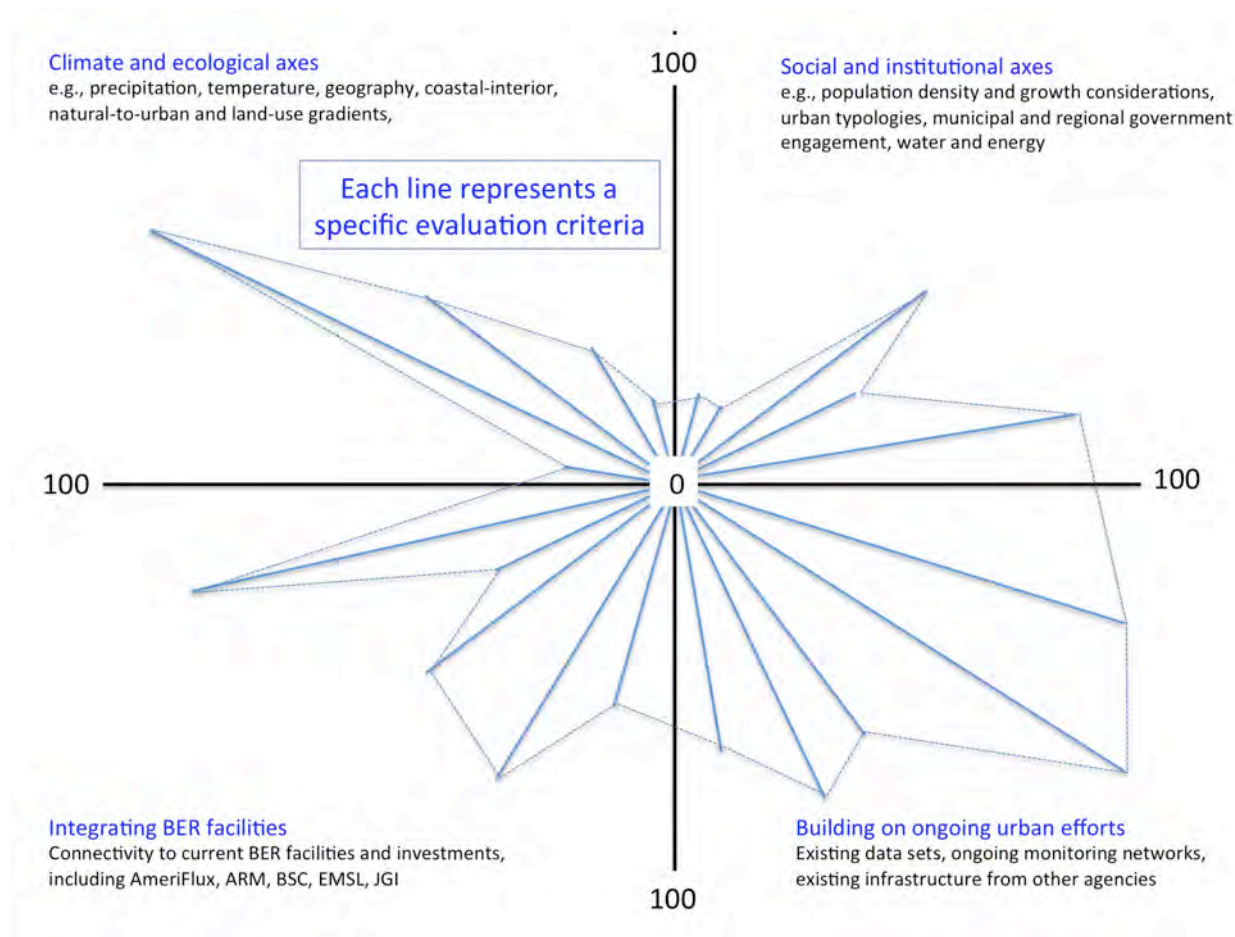 Climate and ecological axes
e.g., precipitation, temperature, geography, coastal-interior,
natural-to-urban and land-use gradients,
100
Social and institutional axes
e.g., population density and growth considerations,
urban typologies, municipal and regional government
engagement, water and energy
Each line represents a
specific evaluation criteria
100
0
100
Integrating BER facilities
Connectivity to current BER facilities and investments,
including AmeriFlux, ARM, BSC, EMSL, JGI
100
Building on ongoing urban efforts
Existing data sets, ongoing monitoring networks,
existing infrastructure from other agencies